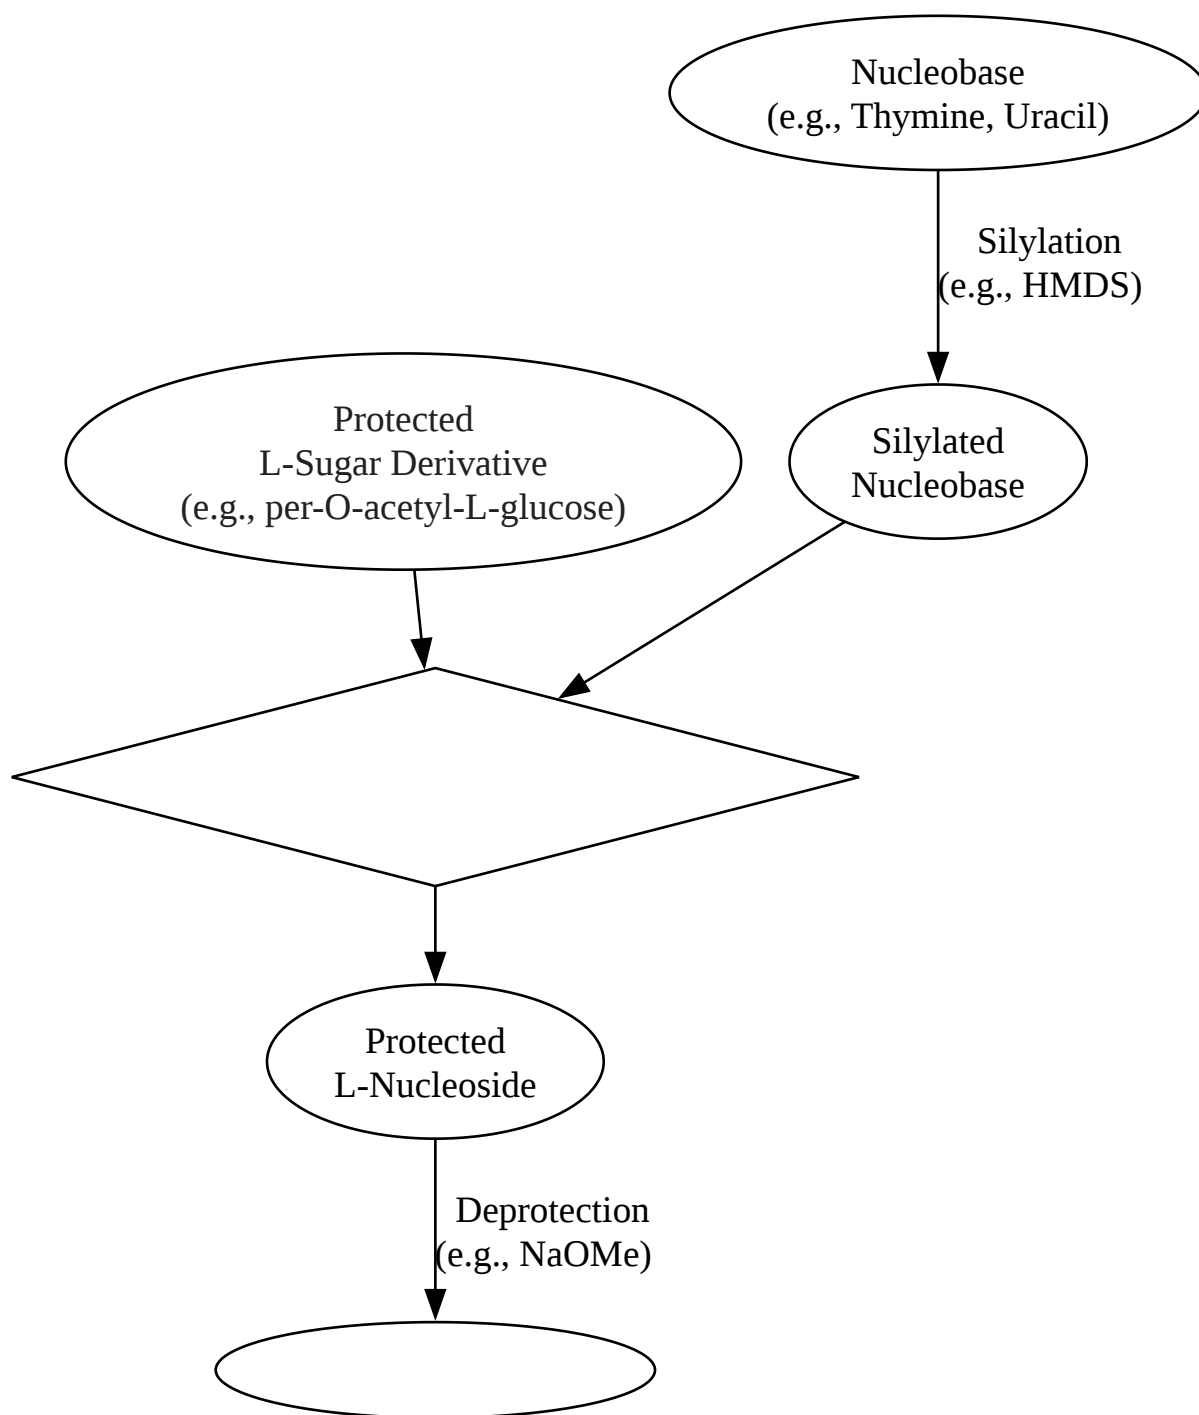 Nucleobase
(e.g., Thymine, Uracil)
Silylation
(e.g., HMDS)
Protected
L-Sugar Derivative
(e.g., per-O-acetyl-L-glucose)
Silylated
Nucleobase
Protected
L-Nucleoside
Deprotection
(e.g., NaOMe)